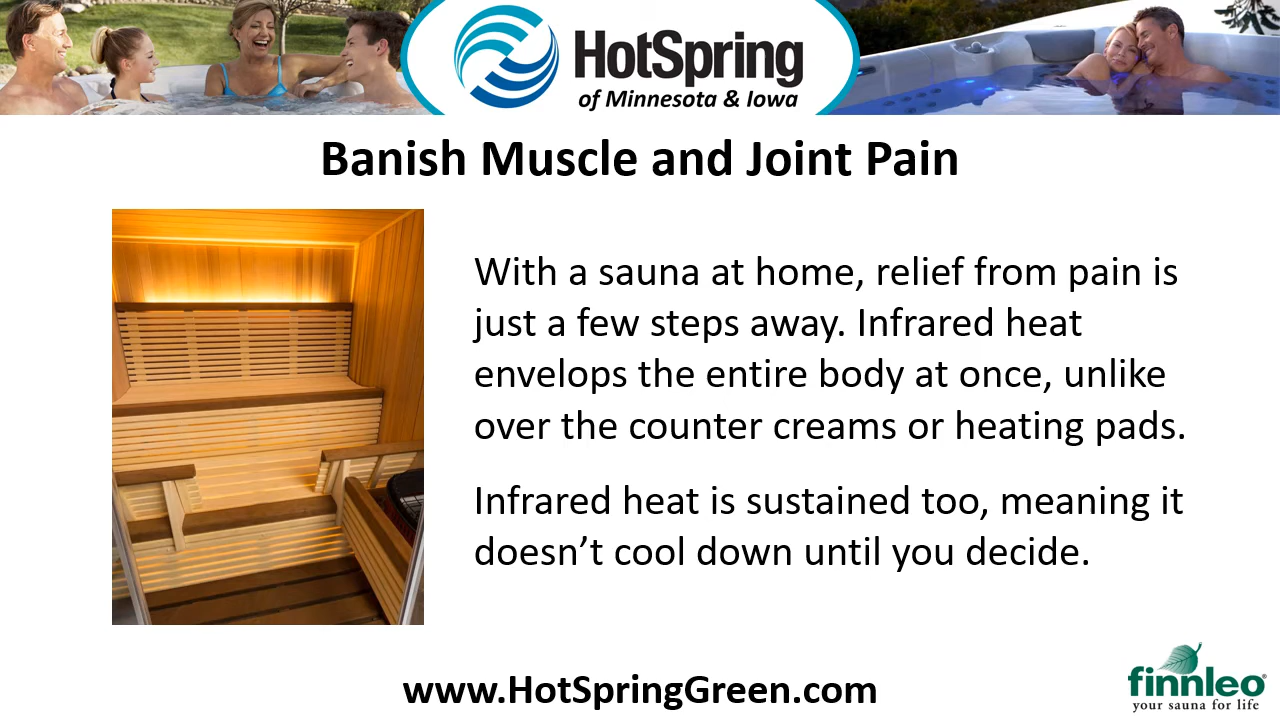 HotSpring
of Minnesota & Iowa
Banish Muscle and Joint Pain
With a sauna at home, relief from pain is
just a few steps away. Infrared heat
envelops the entire body at once, unlike
over the counter creams or heating pads.
Infrared heat is sustained too, meaning it
doesn’t cool down until you decide.
www.HotSpringGreen.com
finnleo®
your sauna for life